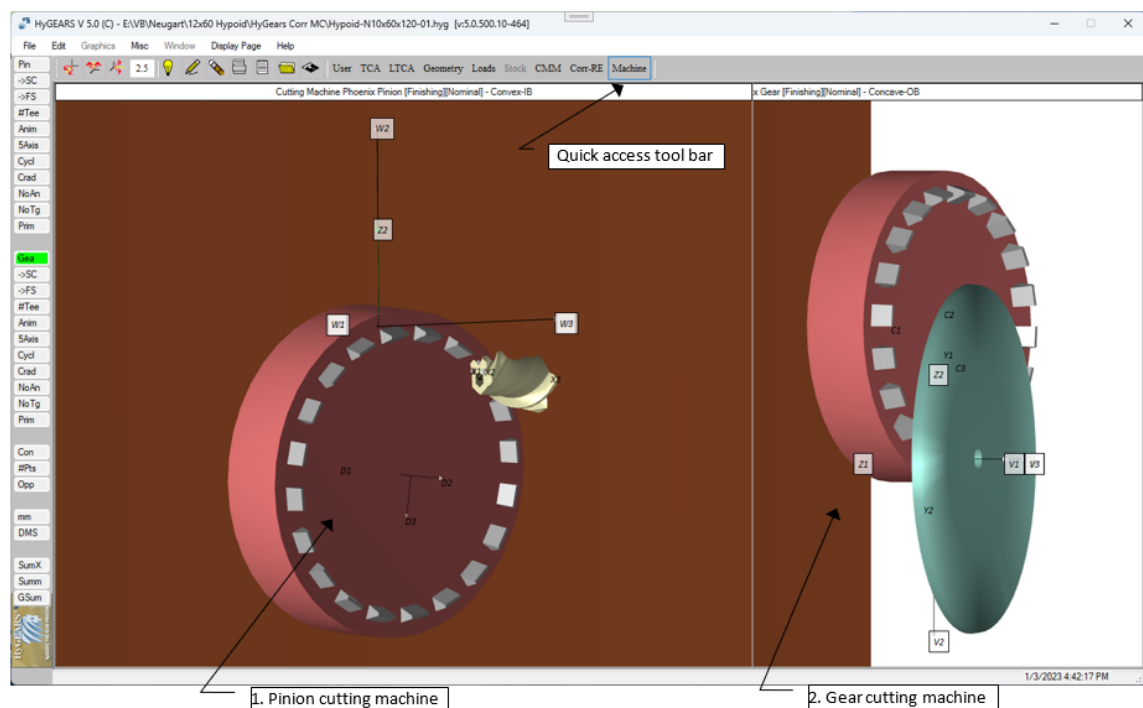 HyGEARS V 5.0 (C) - E:\VB\Neugart\12x60 Hypoid\HyGears Corr MC\Hypoid-N10x60x120-01.hyg [v:5.0.500.10-464]
File Edit Graphics Misc Window Display Page Help
Pin
2.5 User TCA LTCA Geometry Loads Stock CMM Corr-RE Machine
->SC
Cutting Machine Phoenix Pinion [Finishing][Nominal] - Convex-IB
x Gear [Finishing][Nominal] - Concave-OB
->FS
#Tee
Anim
5Axis
Cycl
Crad
NoAn
NoTg
Prim
Gea
->SC
->FS
#Tee
Anim
5Axis
Cycl
Crad
NoAn
NoTg
Prim
Con
#Pts
Opp
mm
DMS
SumX
Summ
GSum
HyGEARS
W2
Quick access tool bar
Z2
W1
W3
X2
X3
D1
D2
D3
C2
C1
Y1
C3
Z2
Z1
V1
V3
Y2
V2
1/3/2023 4:42:17 PM
1. Pinion cutting machine
2. Gear cutting machine